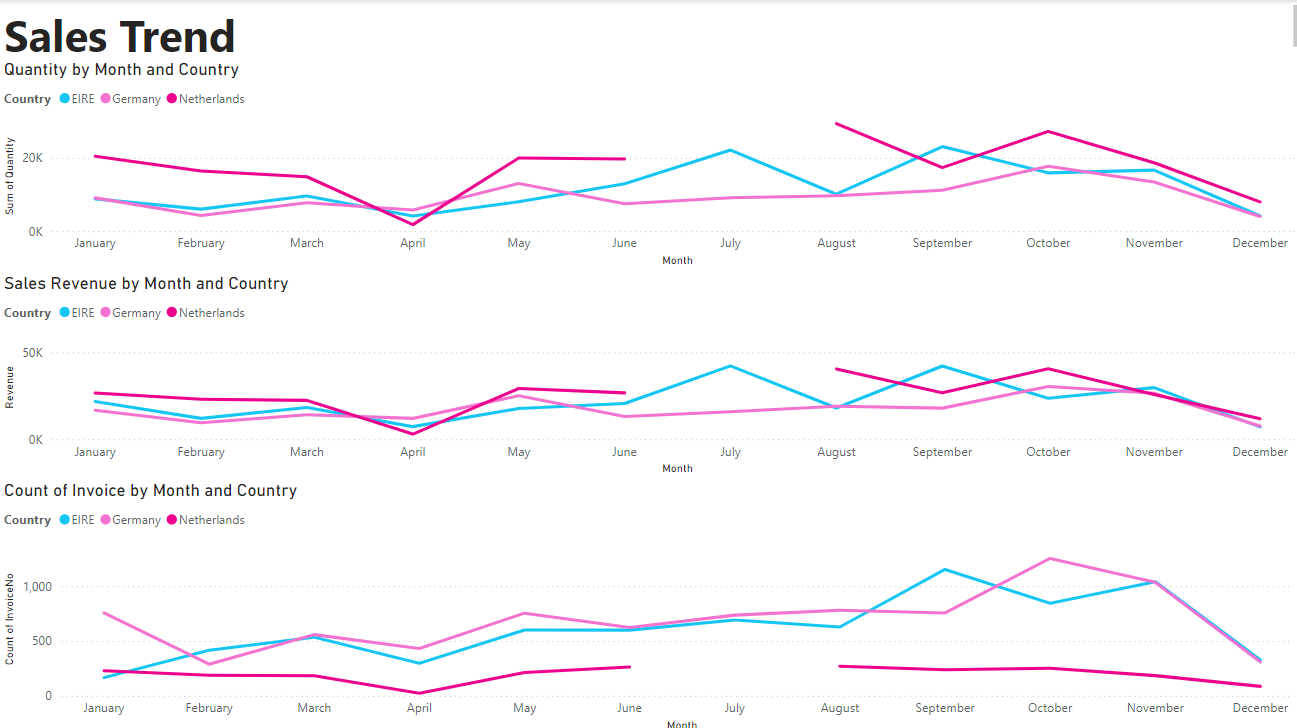 Sales Trend
Quantity by Month and Country
Country EIRE Germany Netherlands
Sum of Quantity
20K
0K
January February March April May June July August September October November December
Month
Sales Revenue by Month and Country
Country EIRE Germany Netherlands
Revenue
50K
0K
January February March April May June July August September October November December
Month
Count of Invoice by Month and Country
Country EIRE Germany Netherlands
Count of InvoiceNo
1,000
500
0
January February March April May June July August September October November December
Month